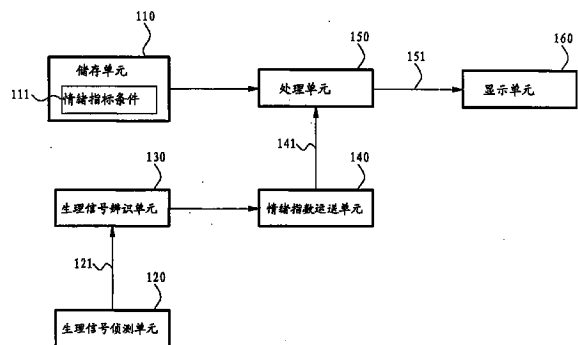 110
储存单元
111
情绪指标条件
150
处理单元
151
160
显示单元
141
130
生理信号辨识单元
140
情绪指数运送单元
121
120
生理信号侦测单元